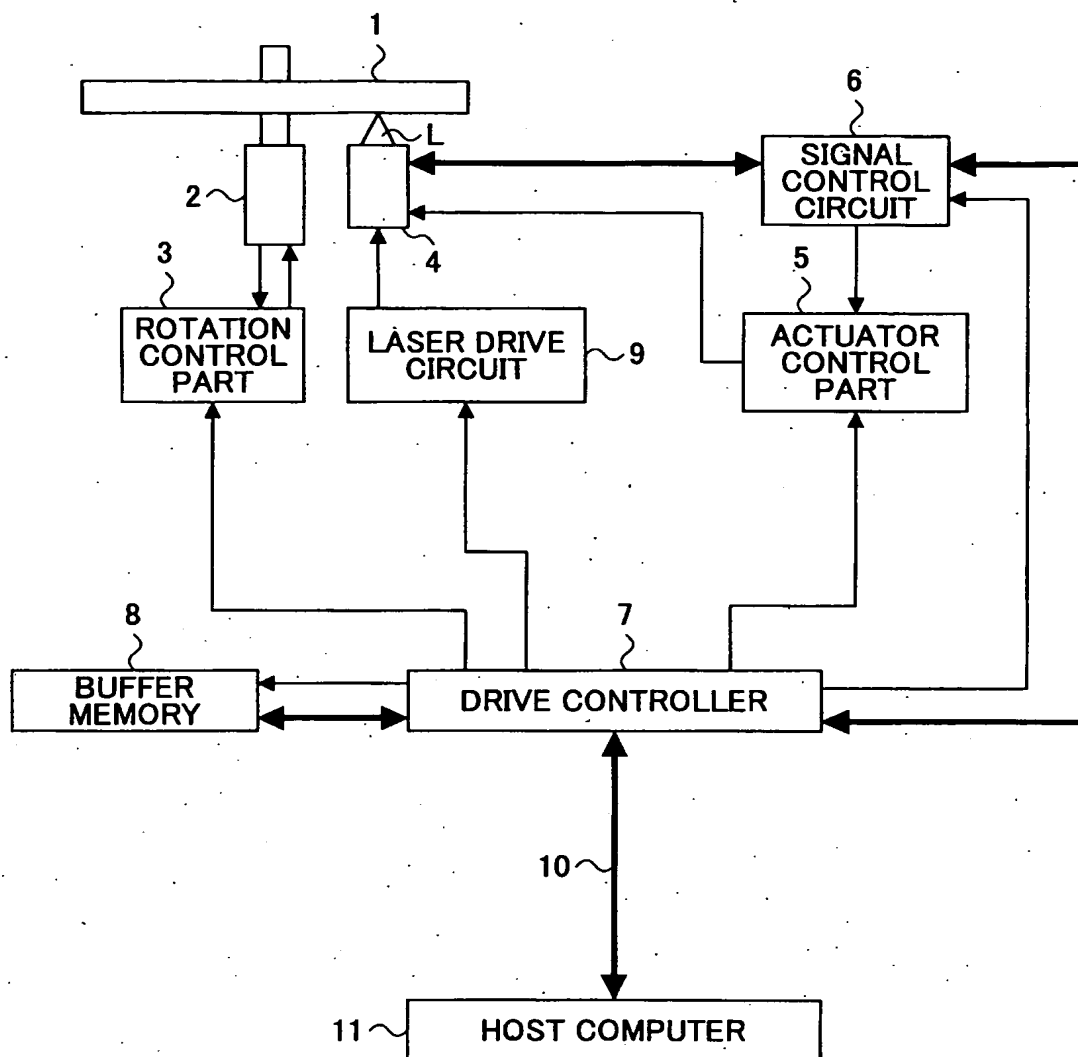 1
6
L
SIGNAL
CONTROL
CIRCUIT
2
4
3
5
ROTATION
CONTROL
PART
LASER DRIVE
CIRCUIT
9
ACTUATOR
CONTROL
PART
8
7
BUFFER
MEMORY
DRIVE CONTROLLER
10
11
HOST COMPUTER